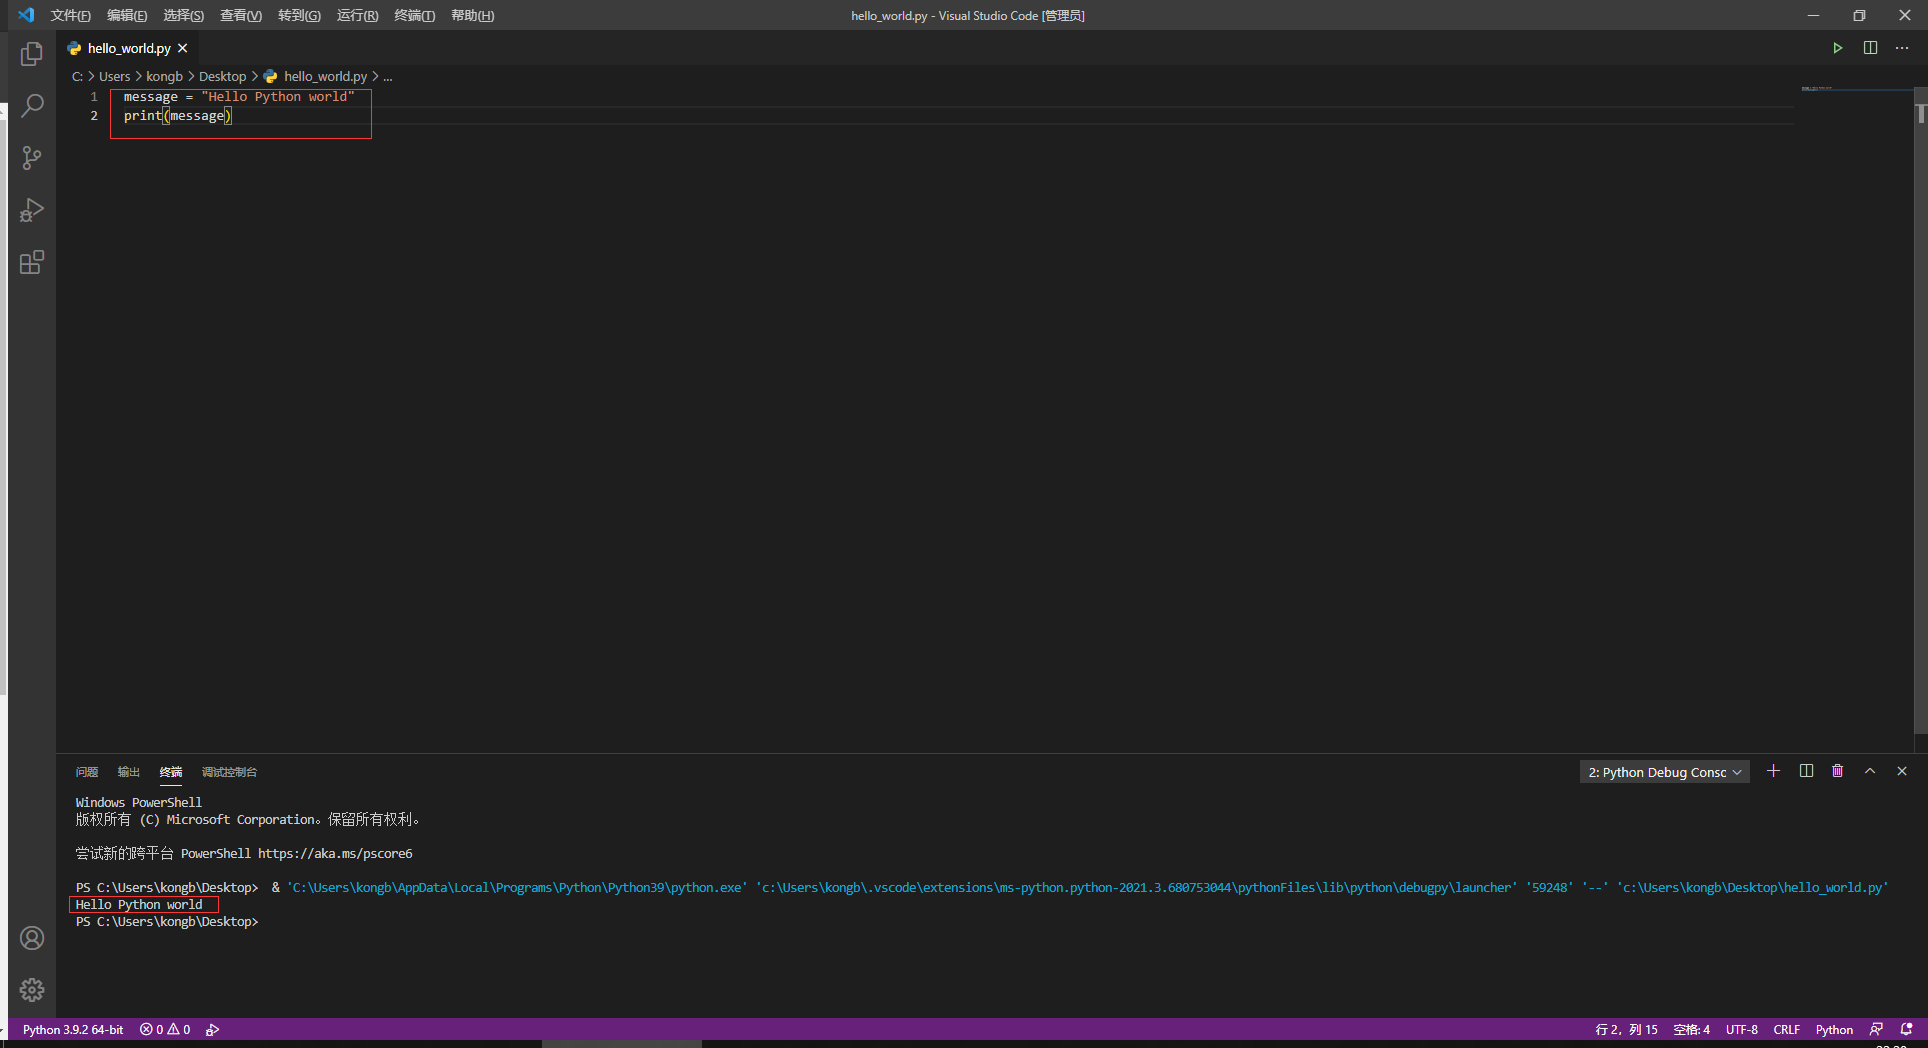 文件(F) 编辑(E) 选择(S) 查看(V) 转到(G) 运行(R) 终端(T) 帮助(H) hello_world.py - Visual Studio Code [管理员]
hello_world.py
C: > Users > kongb > Desktop > hello_world.py > ...
1 message = "Hello Python world"
2 print(message)
问题 输出 终端 调试控制台 2: Python Debug Consc
Windows PowerShell
版权所有 (C) Microsoft Corporation。保留所有权利。
尝试新的跨平台 PowerShell https://aka.ms/pscore6
PS C:\Users\kongb\Desktop>  & 'C:\Users\kongb\AppData\Local\Programs\Python\Python39\python.exe' 'c:\Users\kongb\.vscode\extensions\ms-python.python-2021.3.680753044\pythonFiles\lib\python\debugpy\launcher' '59248' '--' 'c:\Users\kongb\Desktop\hello_world.py'
Hello Python world
PS C:\Users\kongb\Desktop>
Python 3.9.2 64-bit 0 0 行 2，列 15 空格: 4 UTF-8 CRLF Python